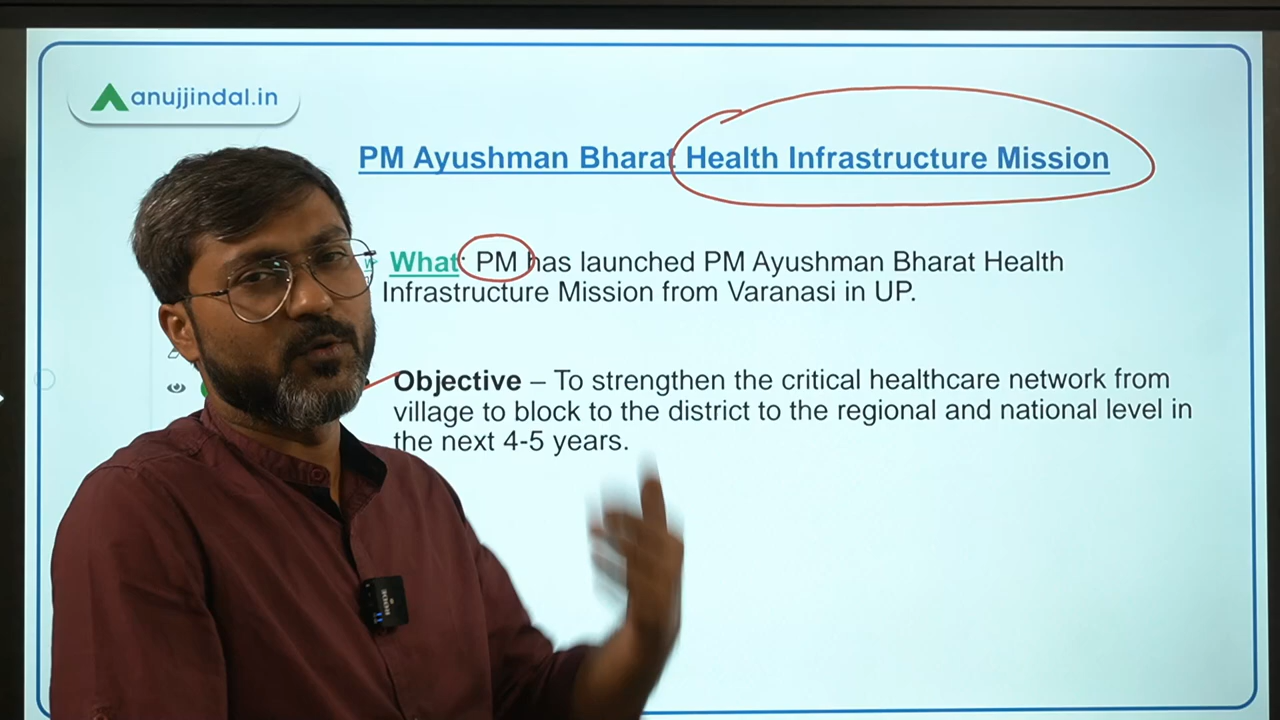 anujjindal.in
PM Ayushman Bharat Health Infrastructure Mission
What: PM has launched PM Ayushman Bharat Health
Infrastructure Mission from Varanasi in UP.
Objective – To strengthen the critical healthcare network from
village to block to the district to the regional and national level in
the next 4-5 years.
RODE